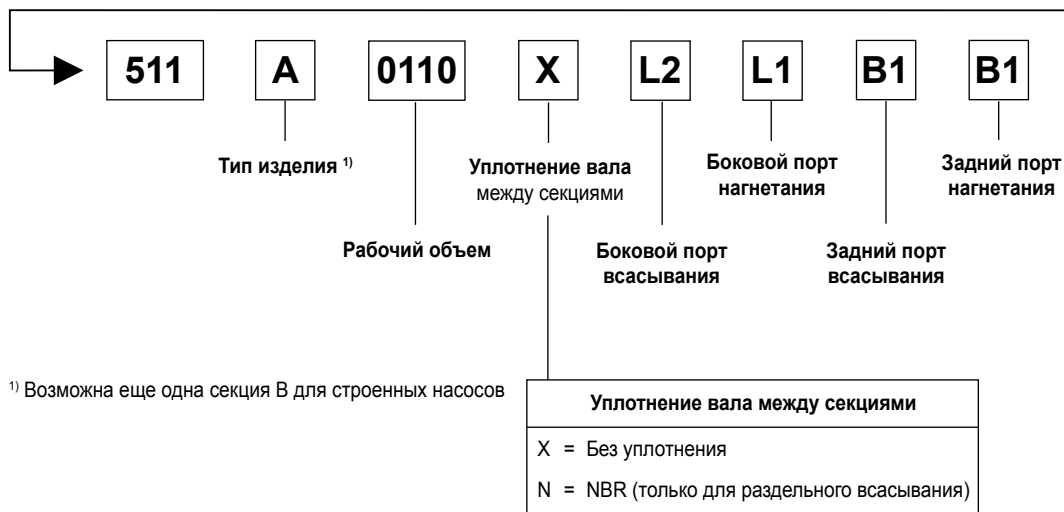 511 A 0110 X L2 L1 B1 B1
Тип изделия 1)
Уплотнение вала
между секциями
Боковой порт
нагнетания
Задний порт
нагнетания
Рабочий объем
Боковой порт
всасывания
Задний порт
всасывания
1) Возможна еще одна секция B для строенных насосов
Уплотнение вала между секциями
X = Без уплотнения
N = NBR (только для раздельного всасывания)